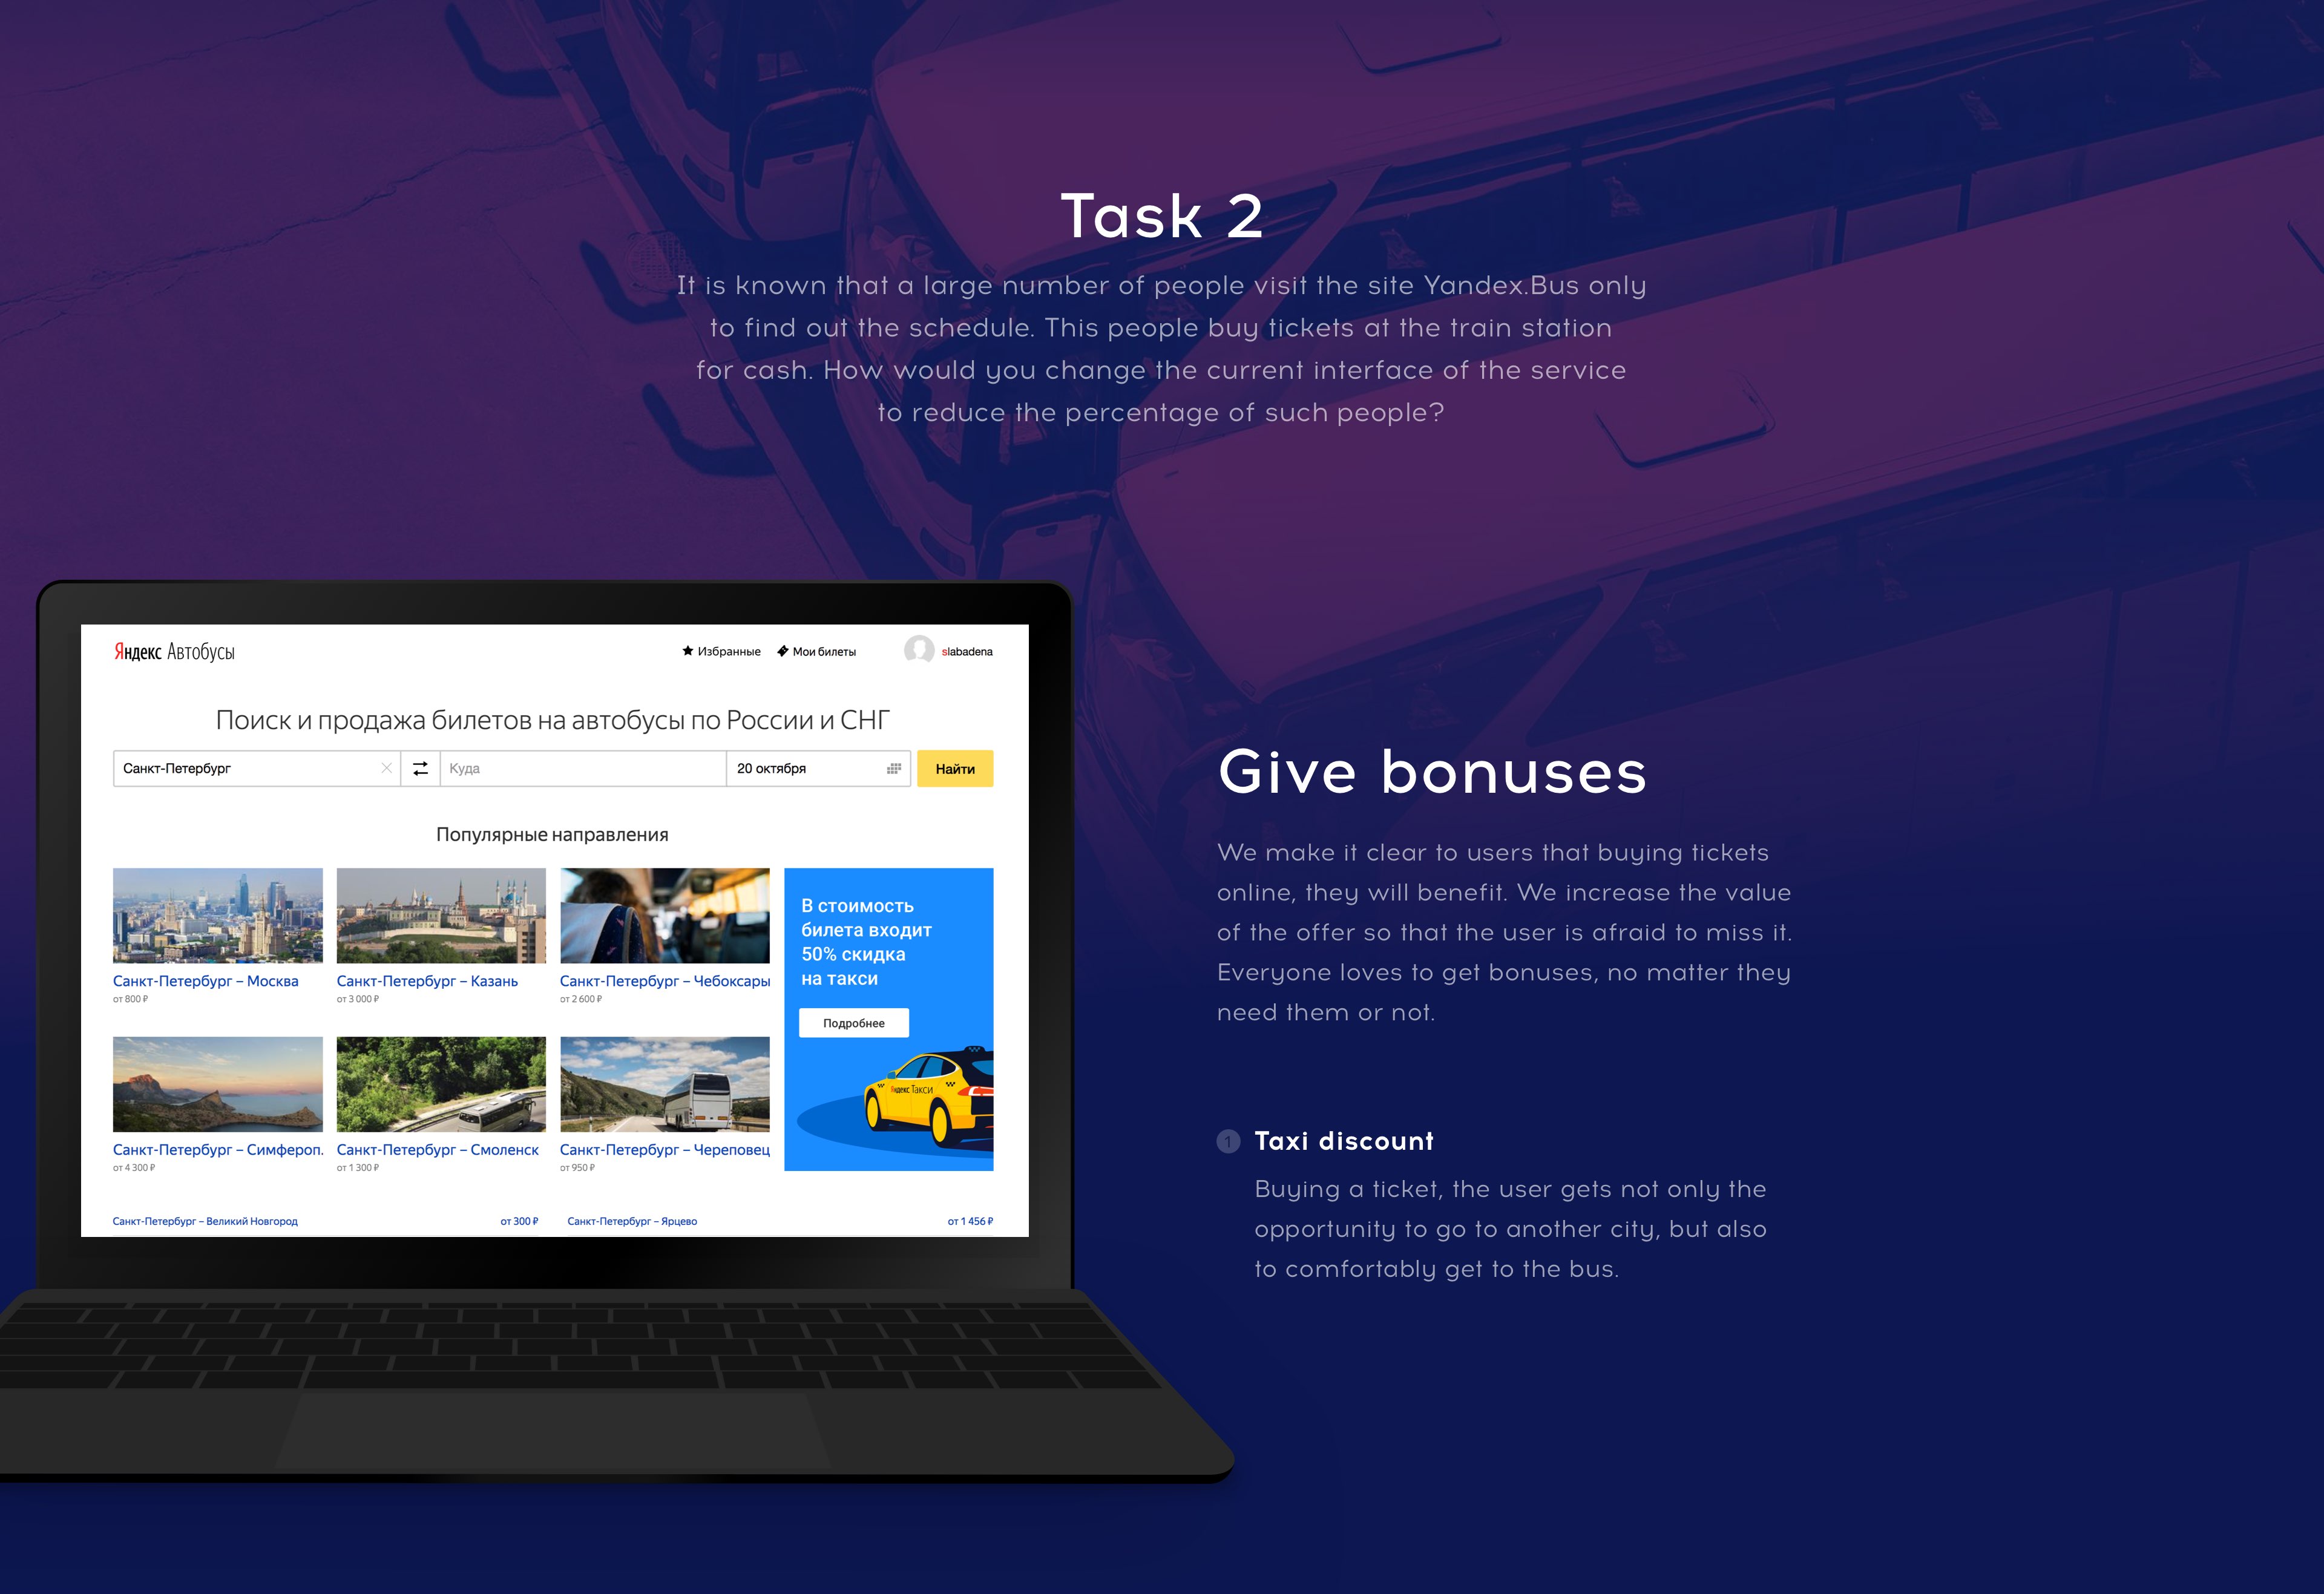 Task 2
It is known that a large number of people visit the site Yandex.Bus only
to find out the schedule. This people buy tickets at the train station
for cash. How would you change the current interface of the service
to reduce the percentage of such people?
Яндекс Автобусы
Избранные
Мои билеты
slabadena
Поиск и продажа билетов на автобусы по России и СНГ
Санкт-Петербург
Куда
20 октября
Найти
Популярные направления
Санкт-Петербург – Москва
от 800 ₽
Санкт-Петербург – Казань
от 3 000 ₽
Санкт-Петербург – Чебоксары
от 2 600 ₽
В стоимость
билета входит
50% скидка
на такси
Подробнее
Яндекс Такси
Санкт-Петербург – Симфероп.
от 4 300 ₽
Санкт-Петербург – Смоленск
от 1 300 ₽
Санкт-Петербург – Череповец
от 950 ₽
Санкт-Петербург – Великий Новгород
от 300 ₽
Санкт-Петербург – Ярцево
от 1 456 ₽
Give bonuses
We make it clear to users that buying tickets
online, they will benefit. We increase the value
of the offer so that the user is afraid to miss it.
Everyone loves to get bonuses, no matter they
need them or not.
1 Taxi discount
Buying a ticket, the user gets not only the
opportunity to go to another city, but also
to comfortably get to the bus.